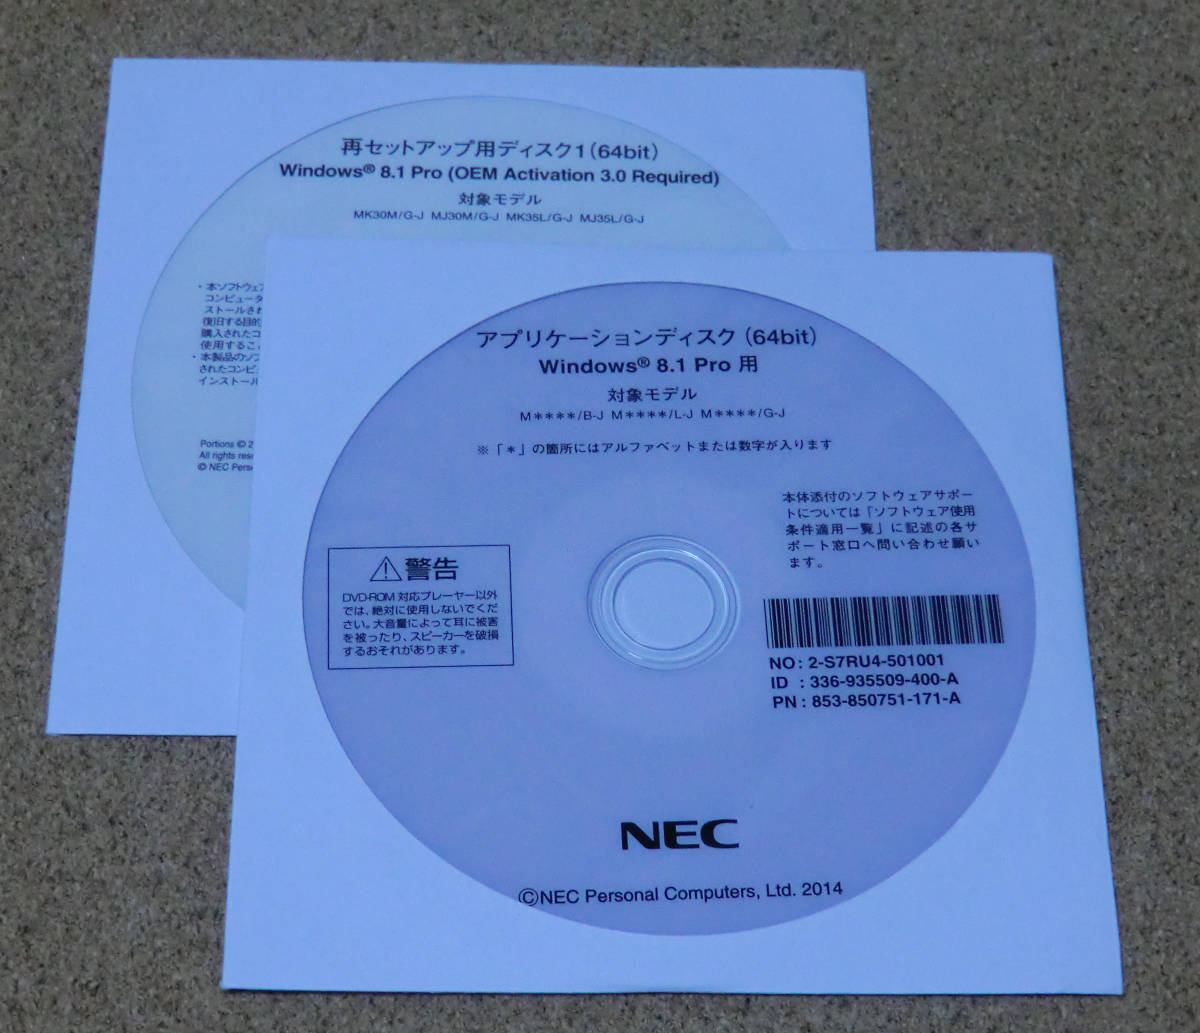 再セットアップ用ディスク1(64bit)
Windows® 8.1 Pro (OEM Activation 3.0 Required)
対象モデル
MK30M/G-J MJ30M/G-J MK35L/G-J MJ35L/G-J
・本ソフトウェ
コンピュータ
ストールされ
復旧する目的
購入されたコ
使用するこ
・本製品のソフ
されたコンピ
インストール
Portions © 2
All rights rese
© NEC Pers
アプリケーションディスク(64bit)
Windows® 8.1 Pro 用
対象モデル
M****/B-J M****/L-J M****/G-J
※「*」の箇所にはアルファベットまたは数字が入ります
本体添付のソフトウェアサポー
トについては「ソフトウェア使用
条件適用一覧」に記述の各サ
ポート窓口へ問い合わせ願い
ます。
⚠警告
DVD-ROM 対応プレーヤー以外
では、絶対に使用しないでくだ
さい。大音量によって耳に被害
を被ったり、スピーカーを破損
するおそれがあります。
NO : 2-S7RU4-501001
ID : 336-935509-400-A
PN : 853-850751-171-A
NEC
©NEC Personal Computers, Ltd. 2014